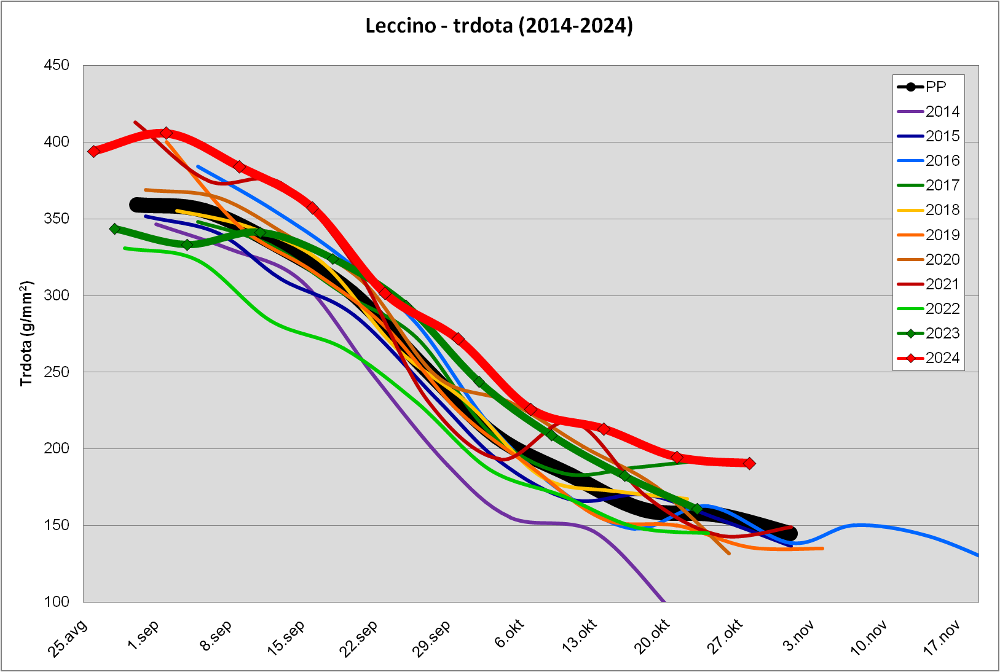 Leccino - trdota (2014-2024)
Trdota (g/mm²)
450
400
350
300
250
200
150
100
25.avg
1.sep
8.sep
15.sep
22.sep
29.sep
6.okt
13.okt
20.okt
27.okt
3.nov
10.nov
17.nov
PP
2014
2015
2016
2017
2018
2019
2020
2021
2022
2023
2024